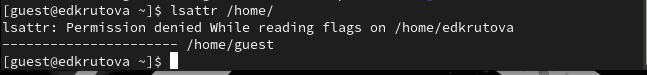 [guest@edkrutova ~]$ lsattr /home/
lsattr: Permission denied While reading flags on /home/edkrutova
---------------------- /home/guest
[guest@edkrutova ~]$